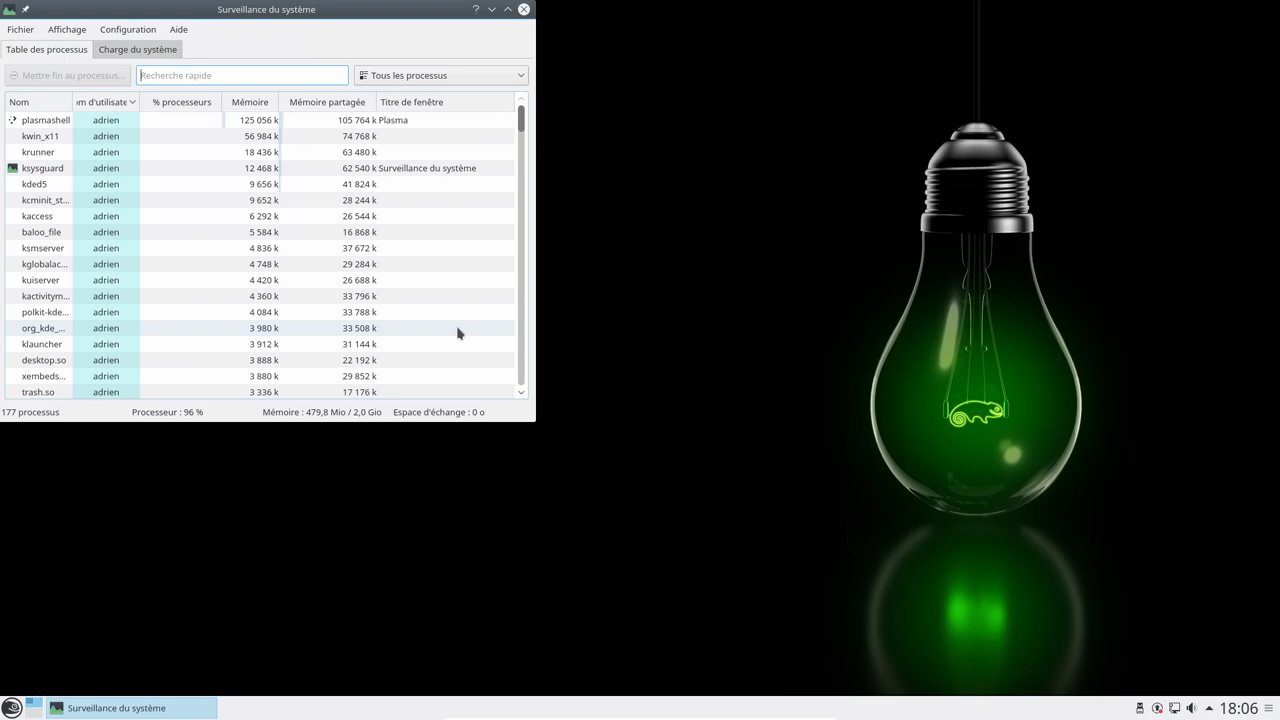 Surveillance du système
Fichier Affichage Configuration Aide
Table des processus Charge du système
Mettre fin au processus... Recherche rapide Tous les processus
Nom om d'utilisate % processeurs Mémoire Mémoire partagée Titre de fenêtre
plasmashell adrien 125 056 k 105 764 k Plasma
kwin_x11 adrien 56 984 k 74 768 k
krunner adrien 18 436 k 63 480 k
ksysguard adrien 12 468 k 62 540 k Surveillance du système
kded5 adrien 9 656 k 41 824 k
kcminit_st... adrien 9 652 k 28 244 k
kaccess adrien 6 292 k 26 544 k
baloo_file adrien 5 584 k 16 868 k
ksmserver adrien 4 836 k 37 672 k
kglobalac... adrien 4 748 k 29 284 k
kuiserver adrien 4 420 k 26 688 k
kactivitym... adrien 4 360 k 33 796 k
polkit-kde... adrien 4 084 k 33 788 k
org_kde_... adrien 3 980 k 33 508 k
klauncher adrien 3 912 k 31 144 k
desktop.so adrien 3 888 k 22 192 k
xembeds... adrien 3 880 k 29 852 k
trash.so adrien 3 336 k 17 176 k
177 processus Processeur : 96 % Mémoire : 479,8 Mio / 2,0 Gio Espace d'échange : 0 o
Surveillance du système 18:06